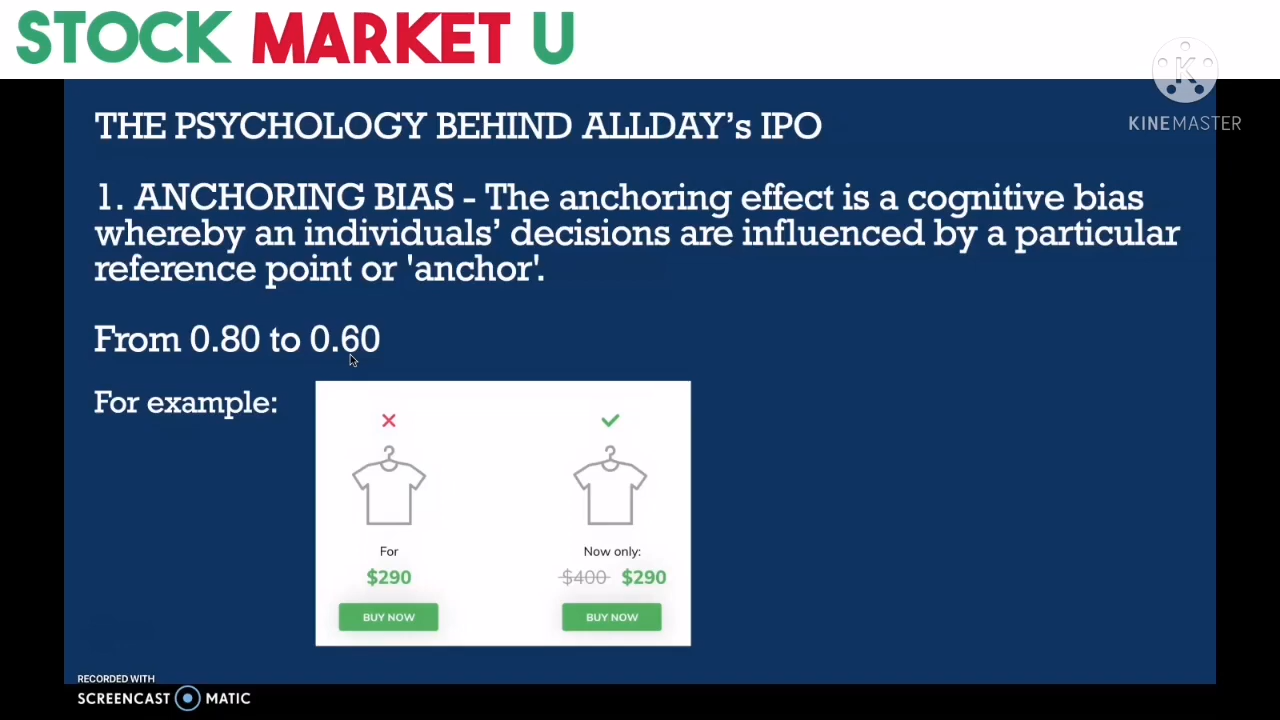 STOCK MARKET U
K
KINEMASTER
THE PSYCHOLOGY BEHIND ALLDAY's IPO
1. ANCHORING BIAS - The anchoring effect is a cognitive bias
whereby an individuals’ decisions are influenced by a particular
reference point or 'anchor'.
From 0.80 to 0.60
For example:
For
$290
BUY NOW
Now only:
$400 $290
BUY NOW
RECORDED WITH
SCREENCAST MATIC